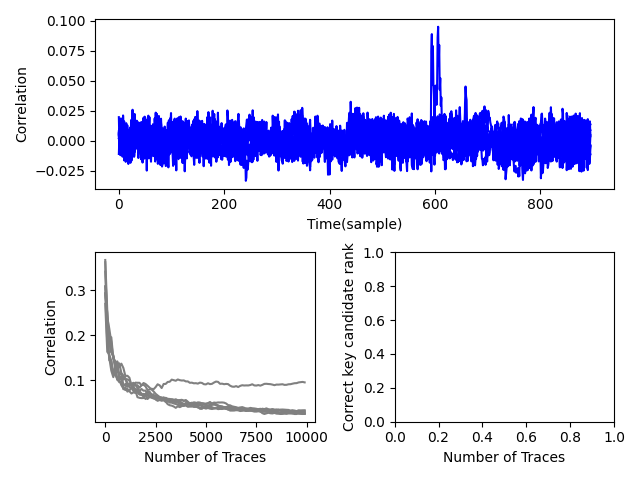 0.100
0.075
0.050
0.025
0.000
−0.025
Correlation
0 200 400 600 800
Time(sample)
0.3
0.2
0.1
Correlation
0 2500 5000 7500 10000
Number of Traces
1.0
0.8
0.6
0.4
0.2
0.0
Correct key candidate rank
0.0 0.2 0.4 0.6 0.8 1.0
Number of Traces